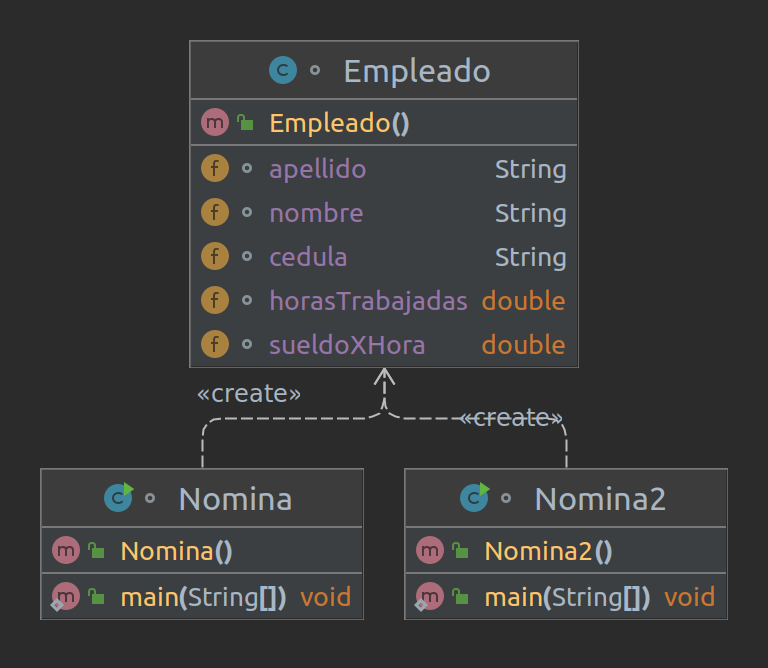 Empleado
Empleado()
apellido String
nombre String
cedula String
horasTrabajadas double
sueldoXHora double
«create»
«create»
Nomina
Nomina()
main(String[]) void
Nomina2
Nomina2()
main(String[]) void